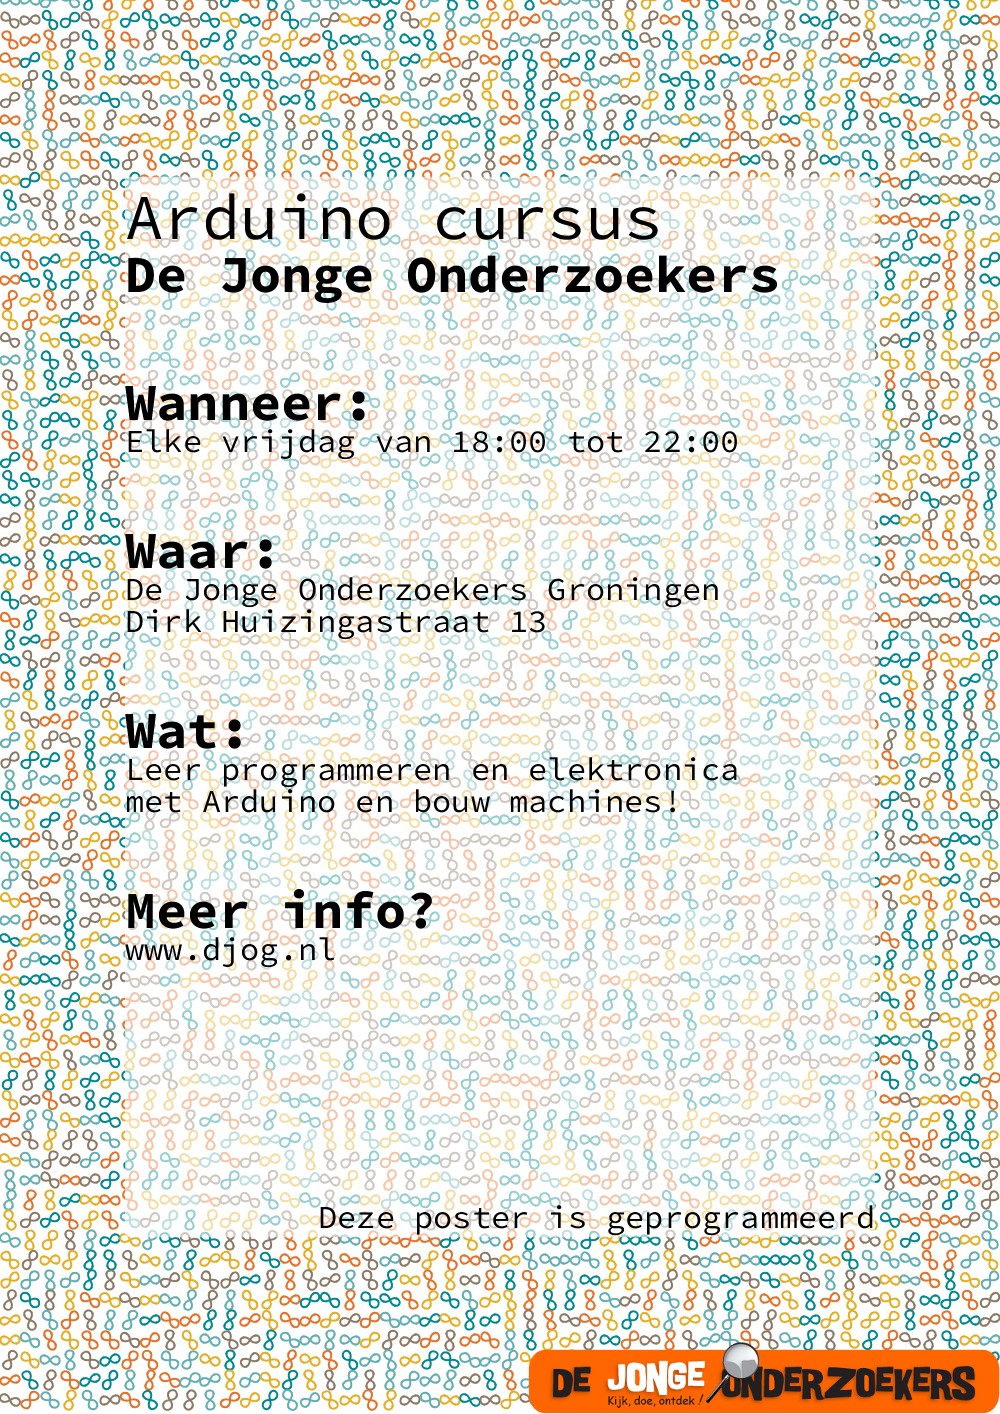 Arduino cursus
De Jonge Onderzoekers
Wanneer:
Elke vrijdag van 18:00 tot 22:00
Waar:
De Jonge Onderzoekers Groningen
Dirk Huizingastraat 13
Wat:
Leer programmeren en elektronica
met Arduino en bouw machines!
Meer info?
www.djog.nl
Deze poster is geprogrammeerd
DE JONGE ONDERZOEKERS
Kijk, doe, ontdek!